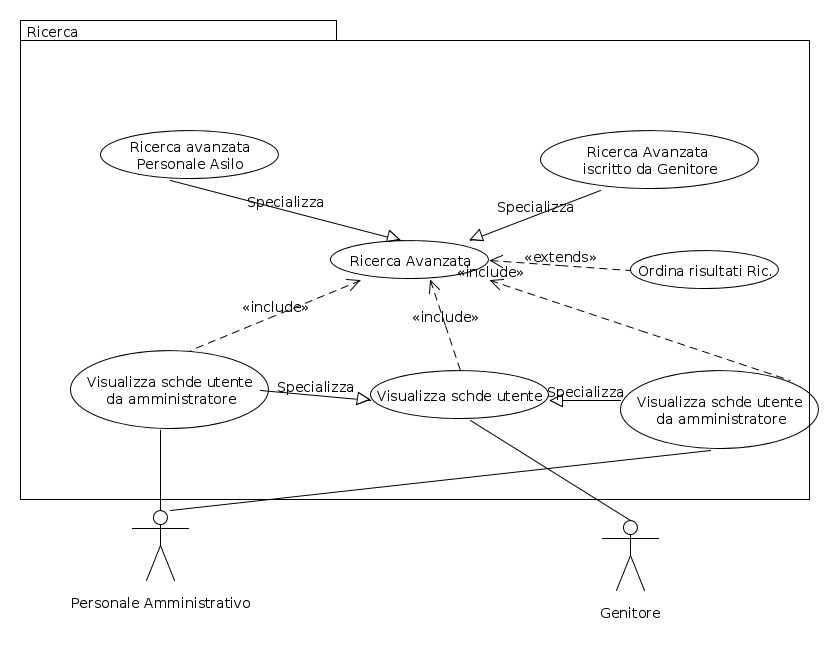 Ricerca
Ricerca avanzata
Personale Asilo
Ricerca Avanzata
iscritto da Genitore
Specializza
Specializza
Ricerca Avanzata
«extends»
«include»
Ordina risultati Ric.
«include»
«include»
Visualizza schde utente
da amministratore
Specializza
Visualizza schde utente
Specializza
Visualizza schde utente
da amministratore
Personale Amministrativo
Genitore